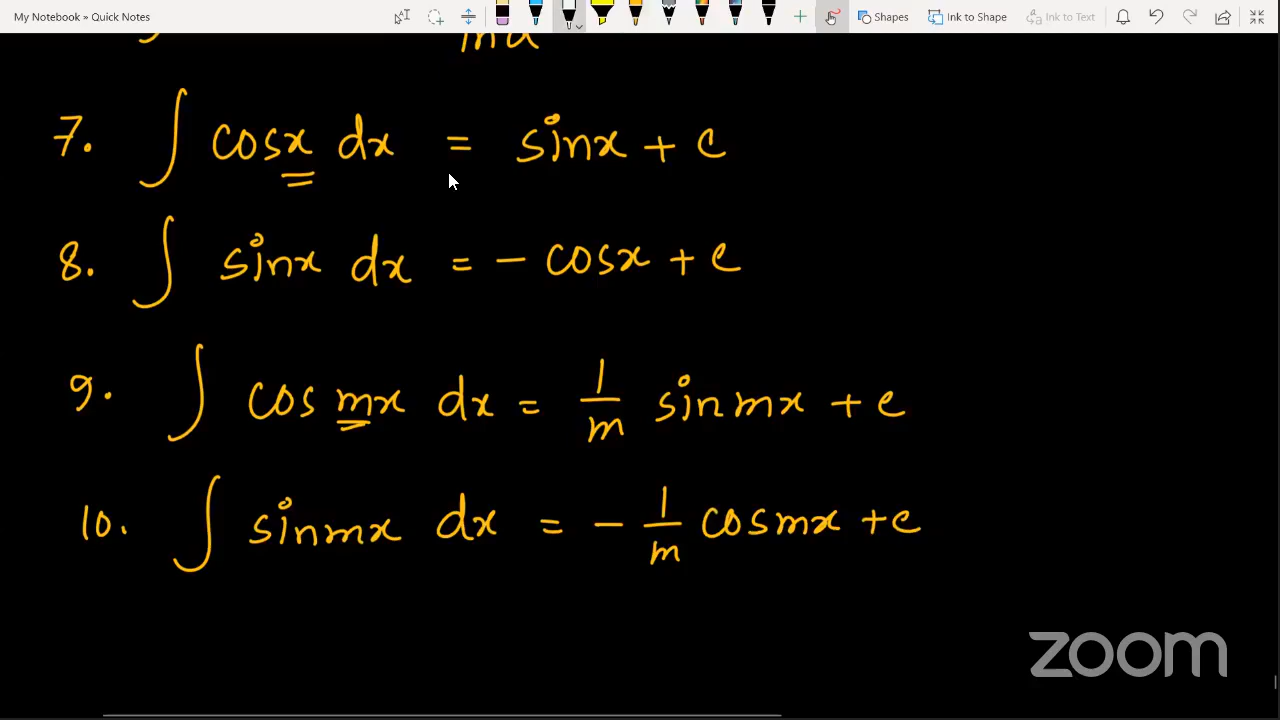 My Notebook » Quick Notes
Shapes
Ink to Shape
Ink to Text
7. ∫ cosx dx = sinx + c
8. ∫ sinx dx = - cosx + c
9. ∫ cos mx dx = 1/m sinmx + c
10. ∫ sinmx dx = - 1/m cosmx + c
zoom